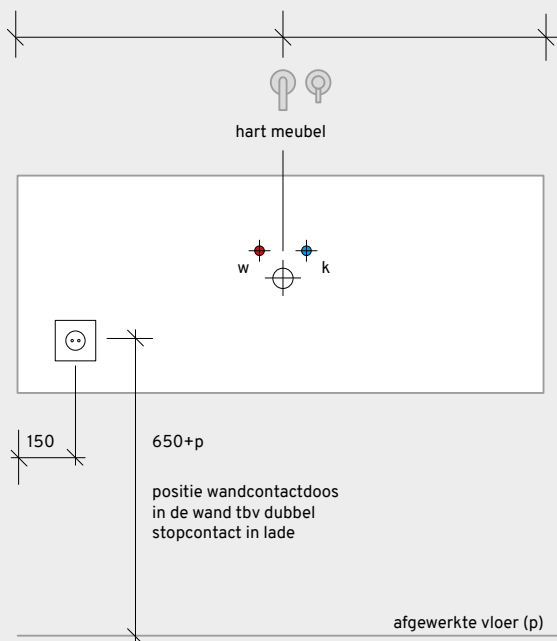 hart meubel
w
k
150
650+p
positie wandcontactdoos
in de wand tbv dubbel
stopcontact in lade
afgewerkte vloer (p)